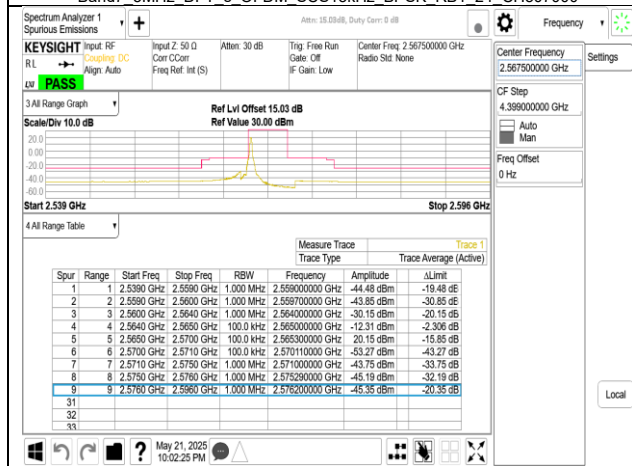 Spectrum Analyzer 1
Spurious Emissions
Attn: 15.03dB, Duty Corr: 0 dB
Frequency
KEYSIGHT
RL
Input: RF
Coupling: DC
Align: Auto
Input Z: 50 Ω
Corr CCorr
Freq Ref: Int (S)
Atten: 30 dB
Trig: Free Run
Gate: Off
IF Gain: Low
Center Freq: 2.567500000 GHz
Radio Std: None
LXI PASS
Center Frequency
2.567500000 GHz
Settings
CF Step
4.399000000 GHz
Auto
Man
Freq Offset
0 Hz
3 All Range Graph
Scale/Div 10.0 dB
Ref Lvl Offset 15.03 dB
Ref Value 30.00 dBm
20.0
0.00
-20.0
-40.0
-60.0
Start 2.539 GHz
Stop 2.596 GHz
4 All Range Table
Measure Trace Trace 1
Trace Type Trace Average (Active)
Spur Range Start Freq Stop Freq RBW Frequency Amplitude ΔLimit
1 1 2.5390 GHz 2.5590 GHz 1.000 MHz 2.559000000 GHz -44.48 dBm -19.48 dB
2 2 2.5590 GHz 2.5600 GHz 1.000 MHz 2.559700000 GHz -43.85 dBm -30.85 dB
3 3 2.5600 GHz 2.5640 GHz 1.000 MHz 2.564000000 GHz -30.15 dBm -20.15 dB
4 4 2.5640 GHz 2.5650 GHz 100.0 kHz 2.565000000 GHz -12.31 dBm -2.306 dB
5 5 2.5650 GHz 2.5700 GHz 100.0 kHz 2.565300000 GHz 20.15 dBm -15.85 dB
6 6 2.5700 GHz 2.5710 GHz 100.0 kHz 2.570110000 GHz -53.27 dBm -43.27 dB
7 7 2.5710 GHz 2.5750 GHz 1.000 MHz 2.571000000 GHz -43.75 dBm -33.75 dB
8 8 2.5750 GHz 2.5760 GHz 1.000 MHz 2.575290000 GHz -45.19 dBm -32.19 dB
9 9 2.5760 GHz 2.5960 GHz 1.000 MHz 2.576200000 GHz -45.35 dBm -20.35 dB
31
32
33
Local
May 21, 2025
10:02:25 PM